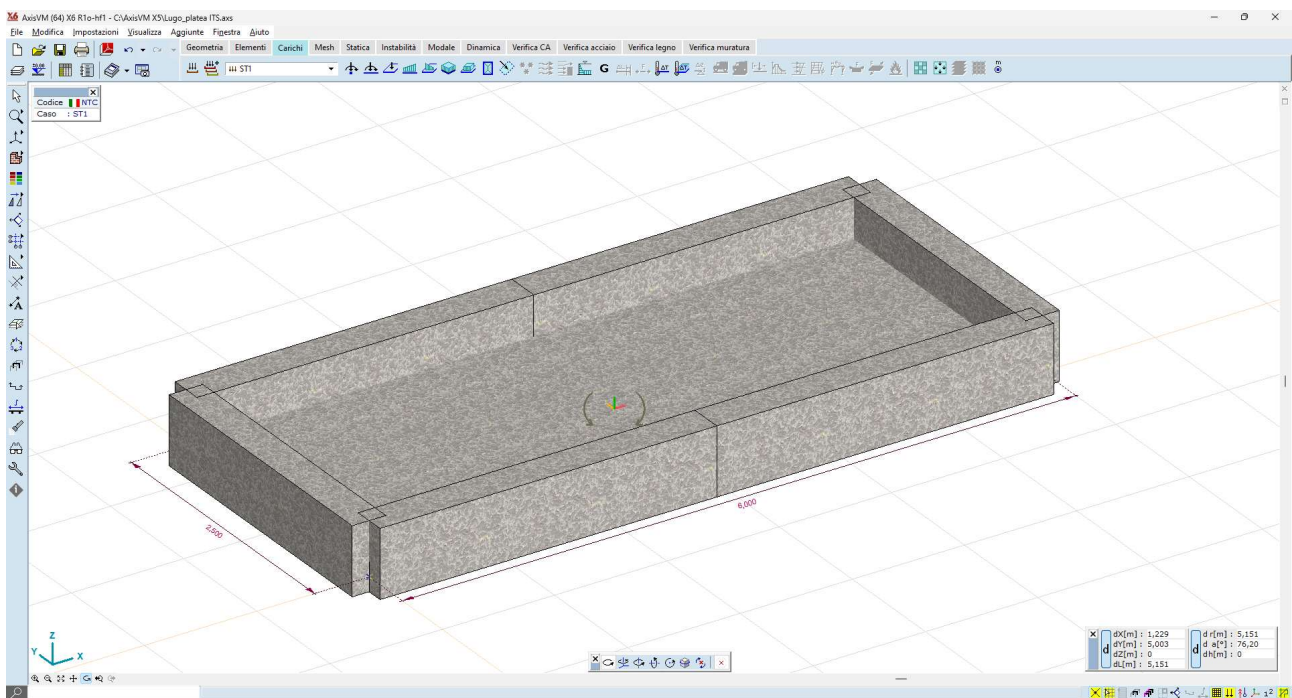 X6 AxisVM (64) X6 R1o-hf1 - C:\AxisVM X5\Lugo_platea ITS.axs
File Modifica Impostazioni Visualizza Aggiunte Figestra Aiuto
Geometria Elementi Carichi Mesh Statica Instabilità Modale Dinamica Verifica CA Verifica acciaio Verifica legno Verifica muratura
ST1
G
Codice NTC
Caso : ST1
6,000
2,500
Z
Y
X
dX[m] : 1,229
dY[m] : 5,003
dZ[m] : 0
dL[m] : 5,151
d
d r[m] : 5,151
d a[°] : 76,20
dh[m] : 0
d